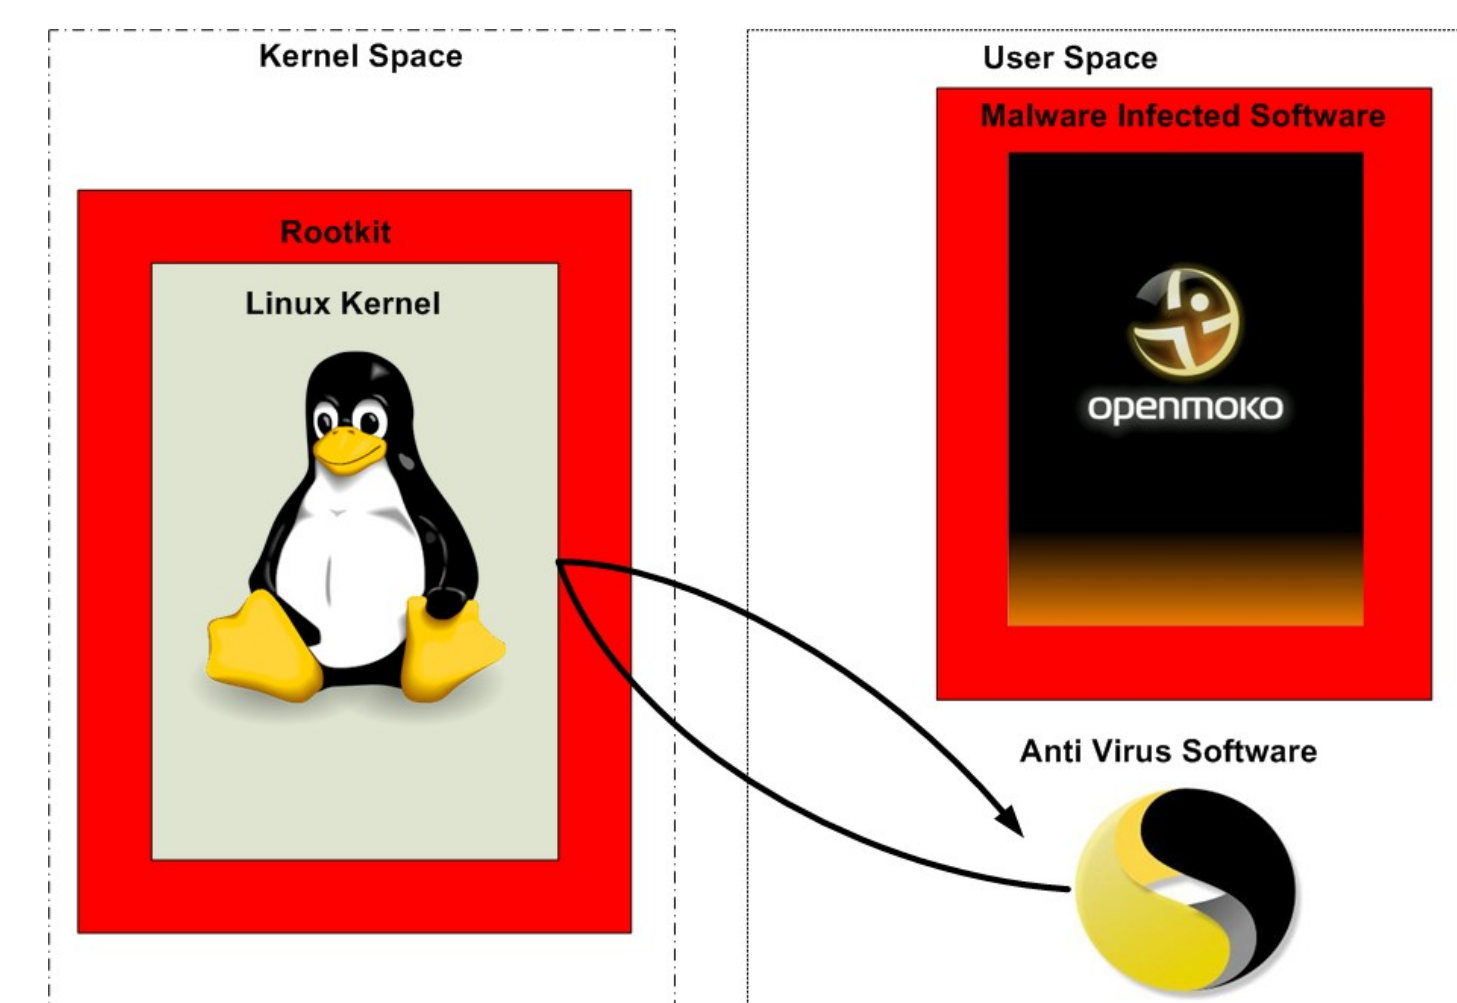 Kernel Space
Rootkit
Linux Kernel
User Space
Malware Infected Software
openmoko
Anti Virus Software